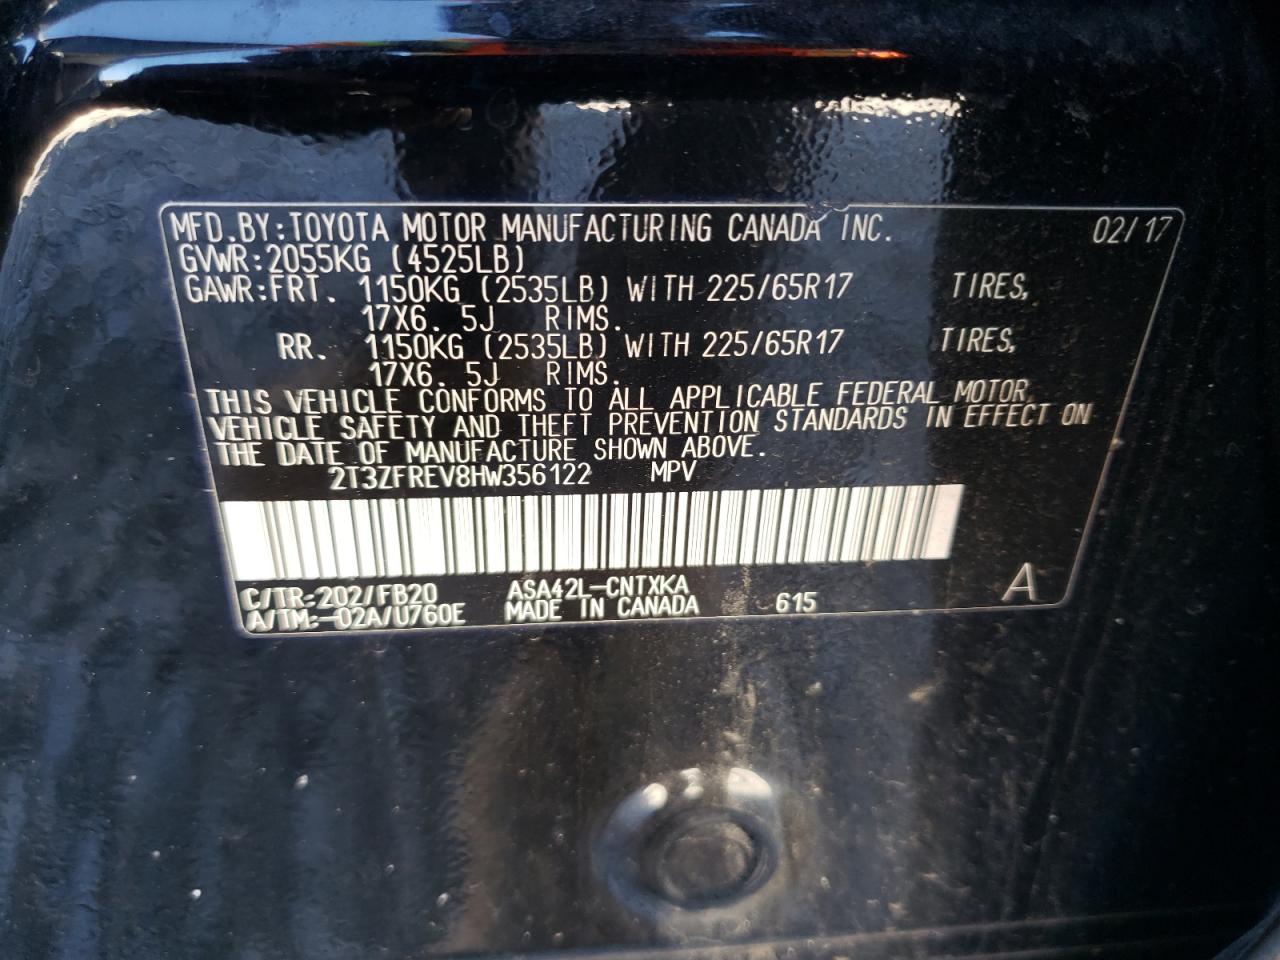 MFD.BY:TOYOTA MOTOR MANUFACTURING CANADA INC. 02/17
GVWR:2055KG (4525LB)
GAWR:FRT. 1150KG (2535LB) WITH 225/65R17 TIRES,
17X6.5J RIMS.
RR. 1150KG (2535LB) WITH 225/65R17 TIRES,
17X6.5J RIMS.
THIS VEHICLE CONFORMS TO ALL APPLICABLE FEDERAL MOTOR
VEHICLE SAFETY AND THEFT PREVENTION STANDARDS IN EFFECT ON
THE DATE OF MANUFACTURE SHOWN ABOVE.
2T3ZFREV8HW356122 MPV
C/TR:202/FB20 ASA42L-CNTXKA A
A/TM:-02A/U760E MADE IN CANADA 615